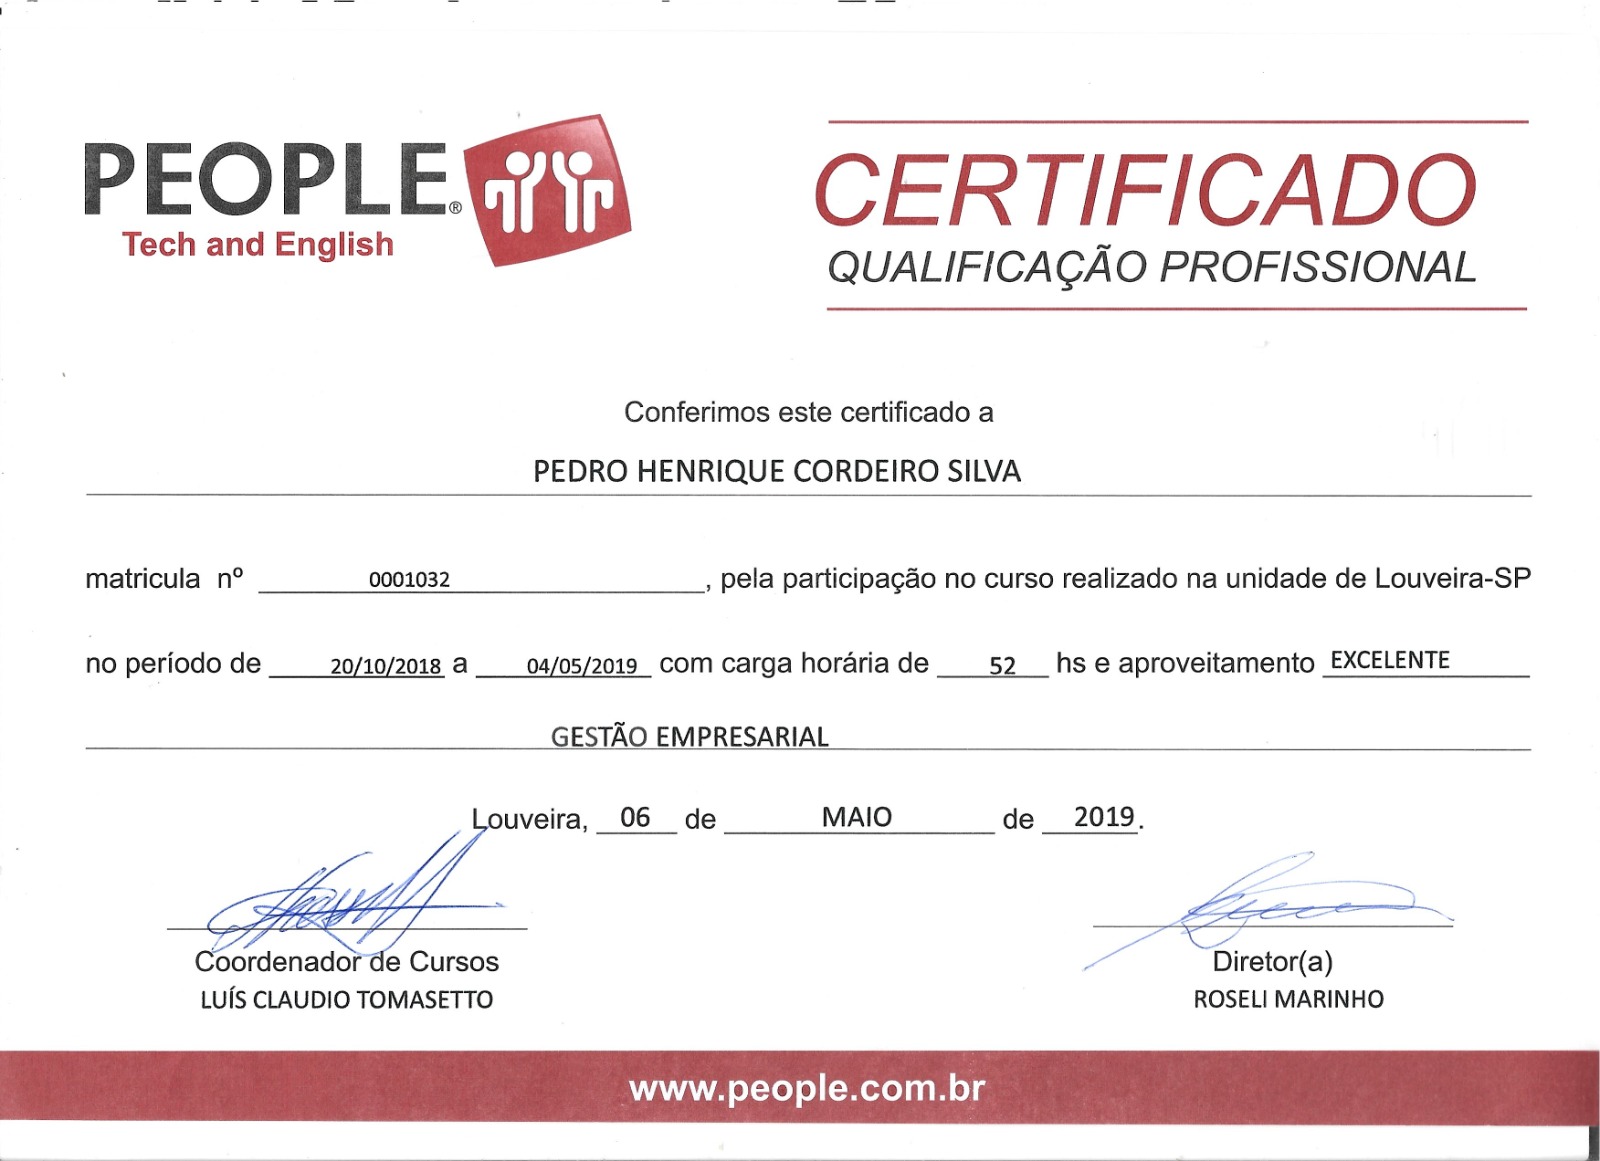 PEOPLE®
Tech and English
CERTIFICADO
QUALIFICAÇÃO PROFISSIONAL
Conferimos este certificado a
PEDRO HENRIQUE CORDEIRO SILVA
matricula nº 0001032, pela participação no curso realizado na unidade de Louveira-SP
no período de 20/10/2018 a 04/05/2019 com carga horária de 52 hs e aproveitamento EXCELENTE
GESTÃO EMPRESARIAL
Louveira, 06 de MAIO de 2019.
Coordenador de Cursos
LUÍS CLAUDIO TOMASETTO
Diretor(a)
ROSELI MARINHO
www.people.com.br